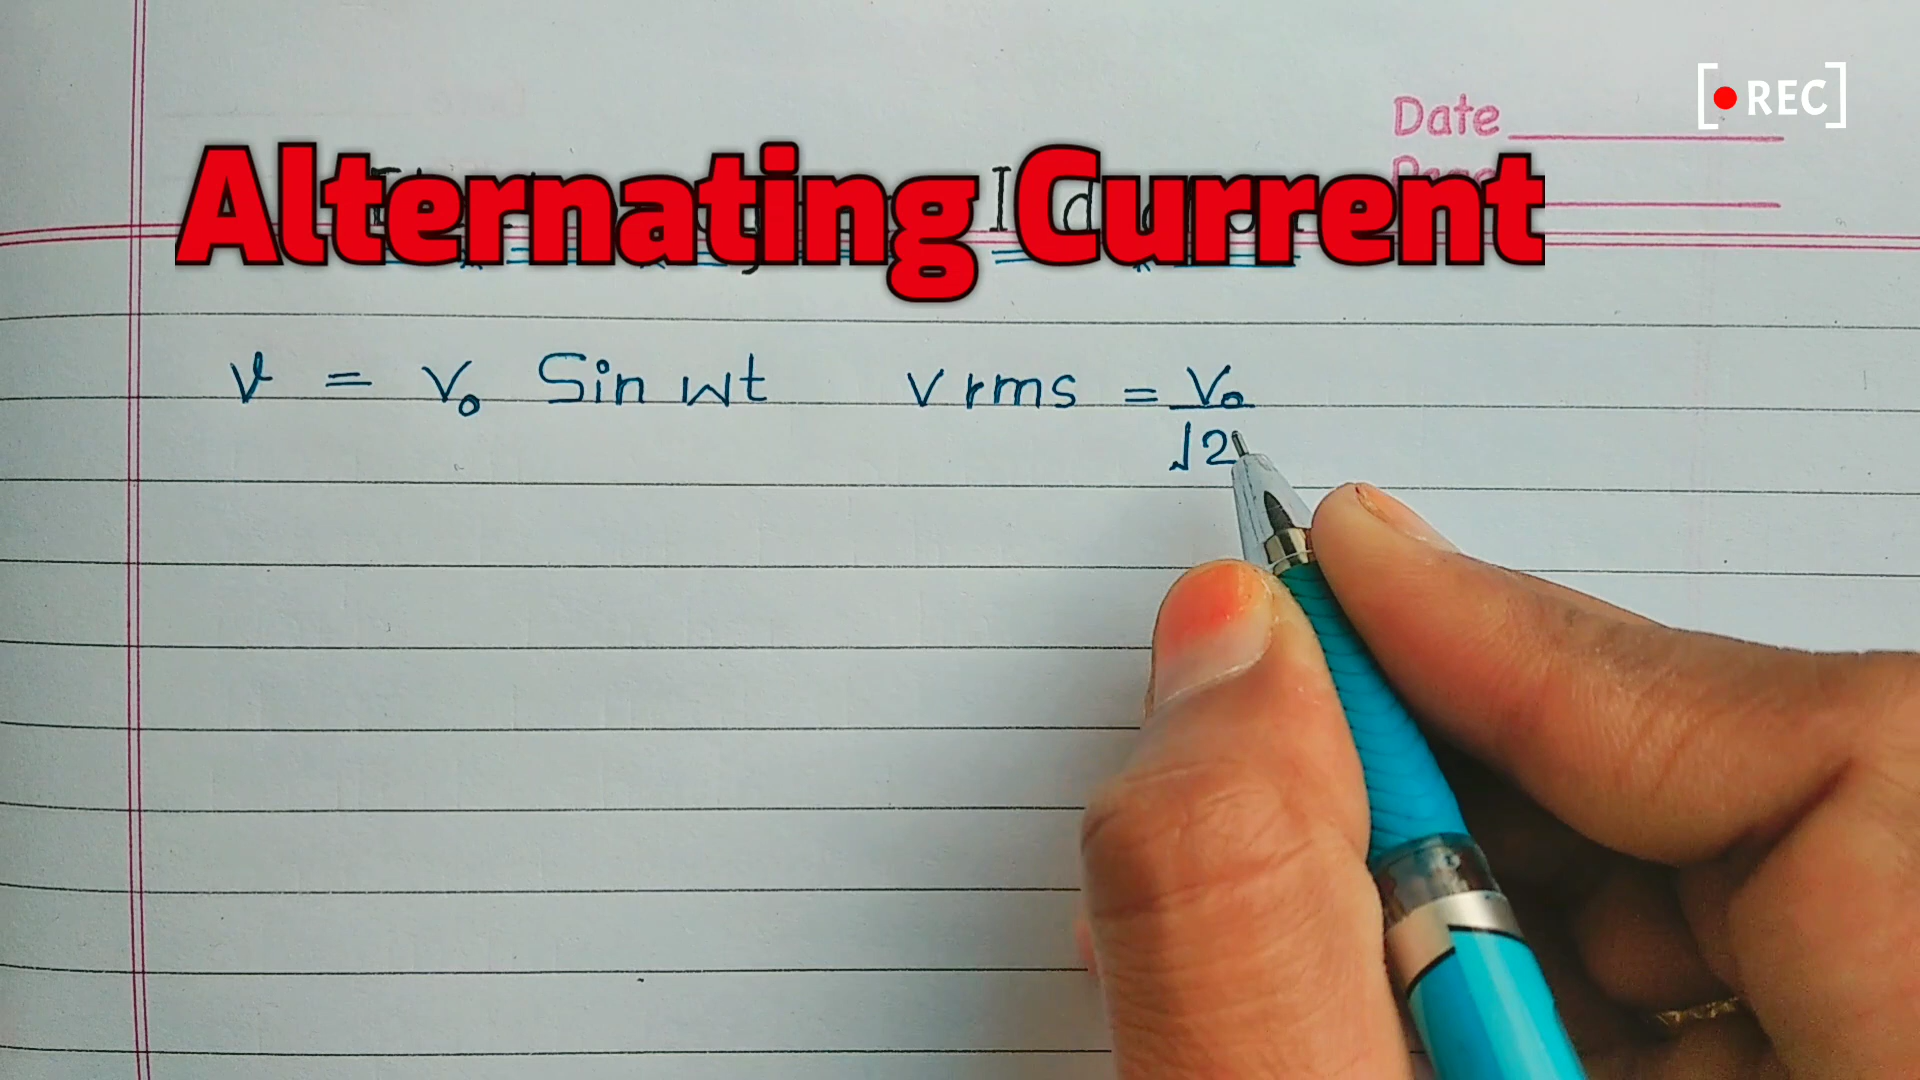 REC
Date
Alternating Current
v = V₀ Sin wt    V rms = V₀
√2